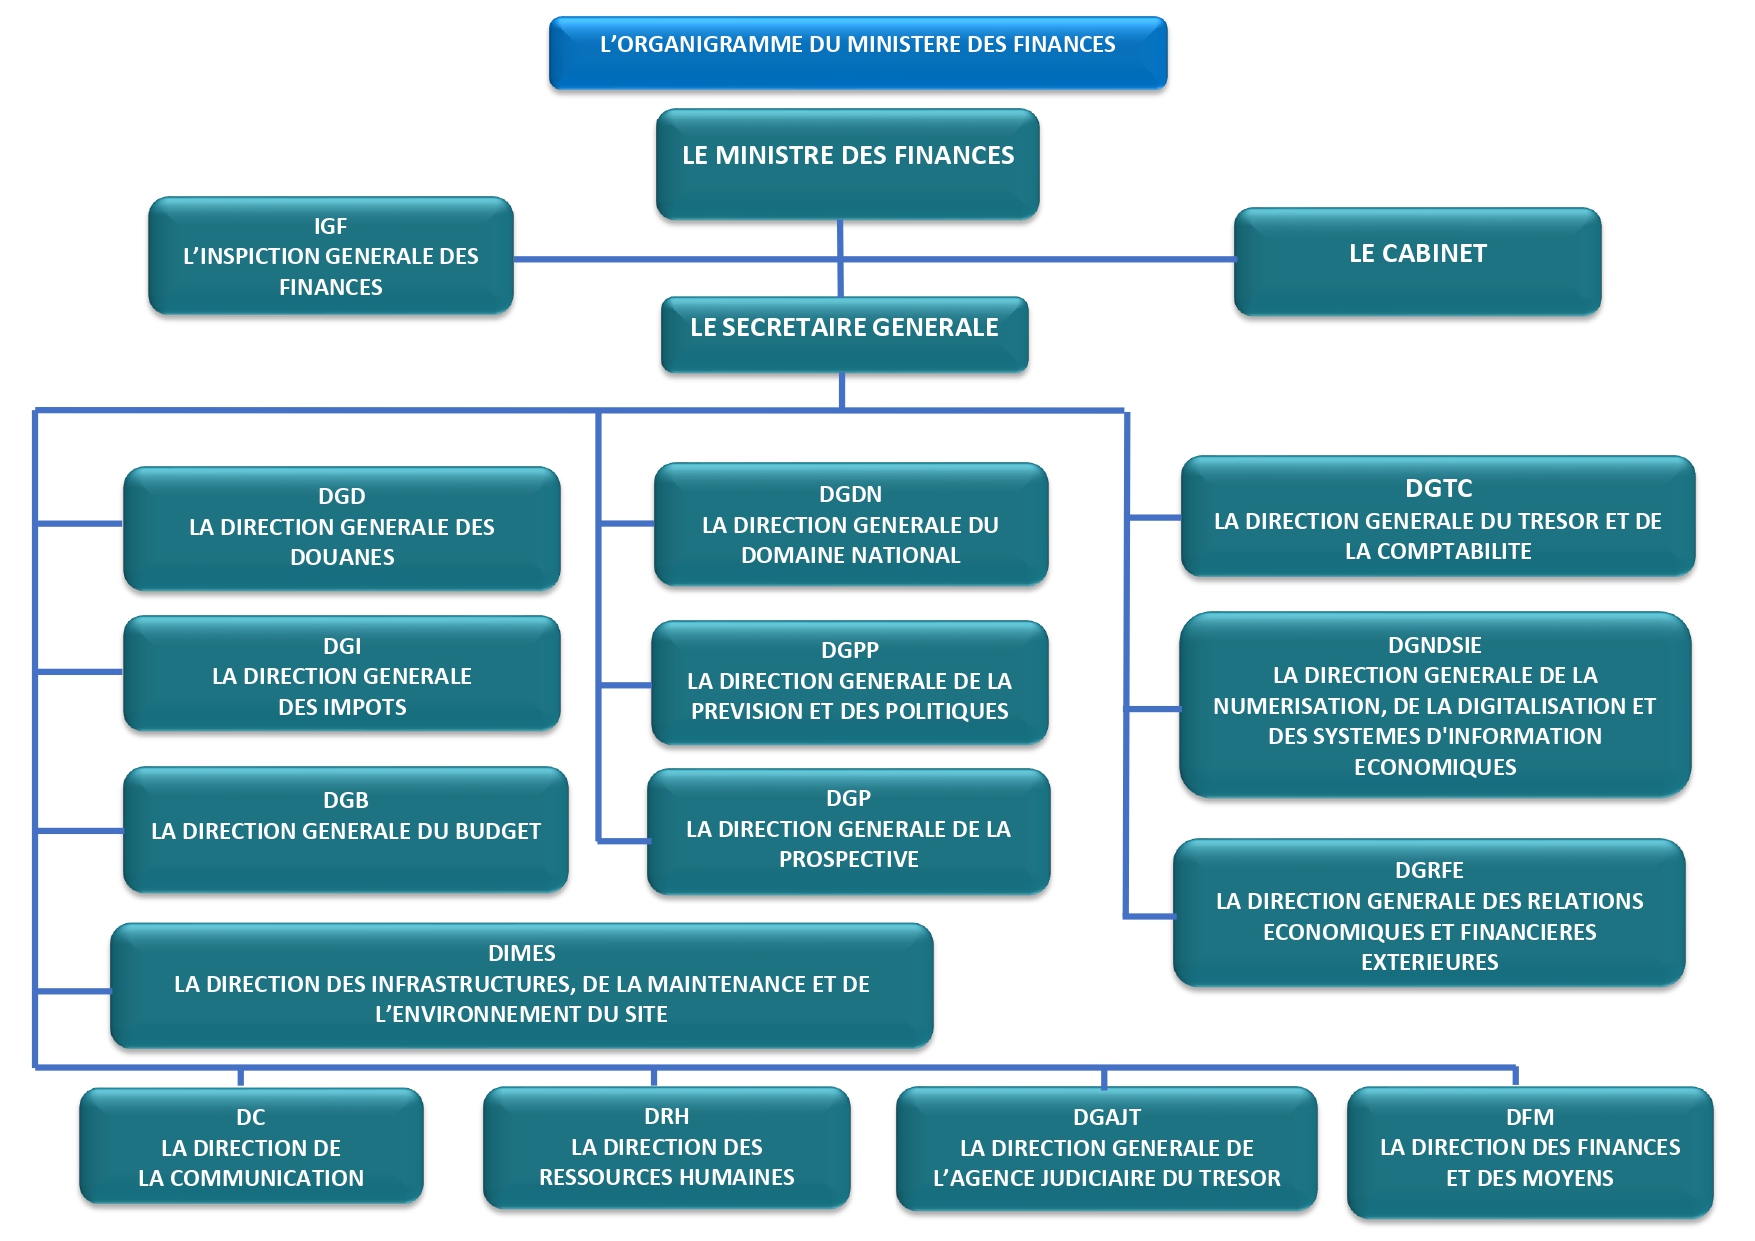 L’ORGANIGRAMME DU MINISTERE DES FINANCES
LE MINISTRE DES FINANCES
IGF
L’INSPICTION GENERALE DES
FINANCES
LE CABINET
LE SECRETAIRE GENERALE
DGD
LA DIRECTION GENERALE DES
DOUANES
DGDN
LA DIRECTION GENERALE DU
DOMAINE NATIONAL
DGTC
LA DIRECTION GENERALE DU TRESOR ET DE
LA COMPTABILITE
DGI
LA DIRECTION GENERALE
DES IMPOTS
DGPP
LA DIRECTION GENERALE DE LA
PREVISION ET DES POLITIQUES
DGNDSIE
LA DIRECTION GENERALE DE LA
NUMERISATION, DE LA DIGITALISATION ET
DES SYSTEMES D'INFORMATION
ECONOMIQUES
DGB
LA DIRECTION GENERALE DU BUDGET
DGP
LA DIRECTION GENERALE DE LA
PROSPECTIVE
DGRFE
LA DIRECTION GENERALE DES RELATIONS
ECONOMIQUES ET FINANCIERES
EXTERIEURES
DIMES
LA DIRECTION DES INFRASTRUCTURES, DE LA MAINTENANCE ET DE
L’ENVIRONNEMENT DU SITE
DC
LA DIRECTION DE
LA COMMUNICATION
DRH
LA DIRECTION DES
RESSOURCES HUMAINES
DGAJT
LA DIRECTION GENERALE DE
L’AGENCE JUDICIAIRE DU TRESOR
DFM
LA DIRECTION DES FINANCES
ET DES MOYENS